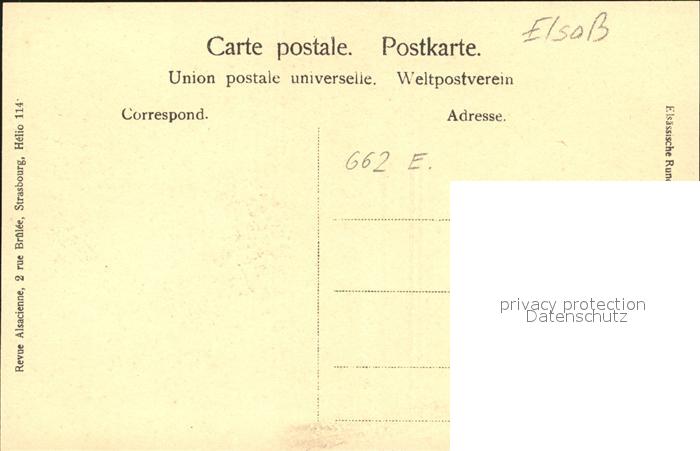 Elsaß
Carte postale. Postkarte.
Union postale universelle. Weltpostverein
Correspond.
Adresse.
662 E.
Revue Alsacienne, 2 rue Brûlée, Strasbourg, Hélio 114
Elsässische
privacy protection
Datenschutz